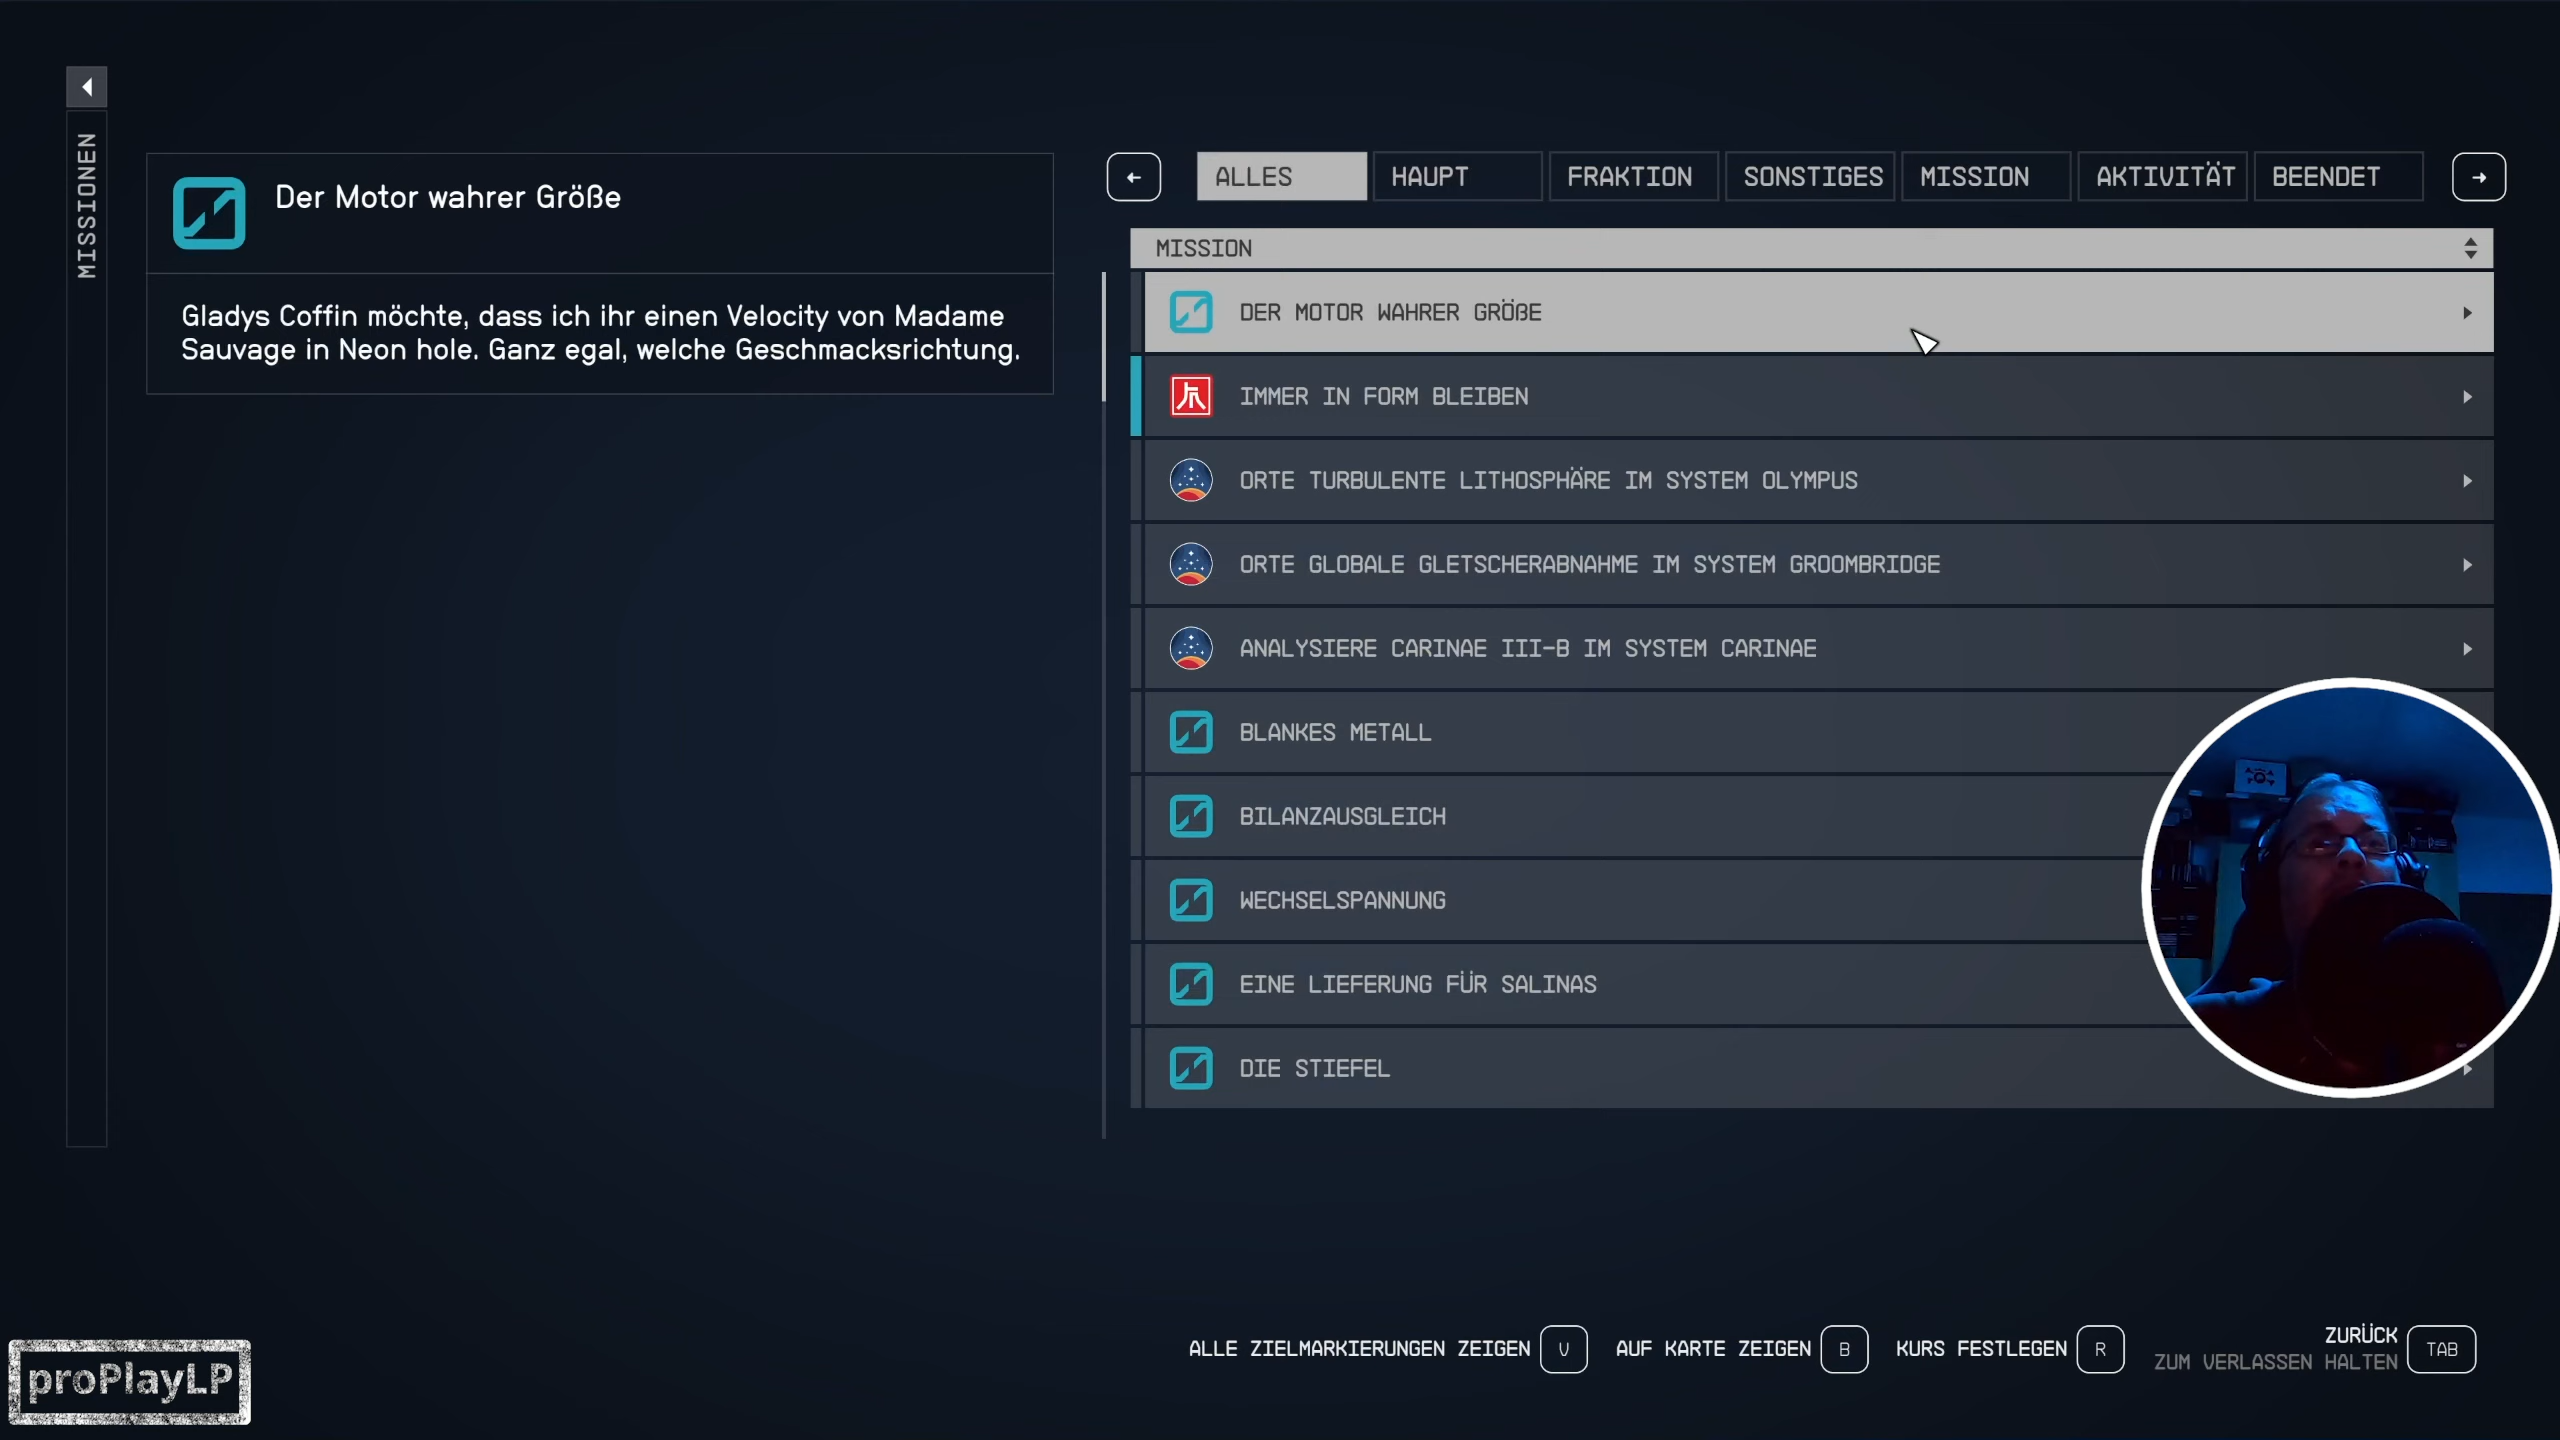 MISSIONEN
Der Motor wahrer Größe
Gladys Coffin möchte, dass ich ihr einen Velocity von Madame
Sauvage in Neon hole. Ganz egal, welche Geschmacksrichtung.
ALLES HAUPT FRAKTION SONSTIGES MISSION AKTIVITÄT BEENDET
MISSION
DER MOTOR WAHRER GRÖßE
IMMER IN FORM BLEIBEN
ORTE TURBULENTE LITHOSPHÄRE IM SYSTEM OLYMPUS
ORTE GLOBALE GLETSCHERABNAHME IM SYSTEM GROOMBRIDGE
ANALYSIERE CARINAE III-B IM SYSTEM CARINAE
BLANKES METALL
BILANZAUSGLEICH
WECHSELSPANNUNG
EINE LIEFERUNG FÜR SALINAS
DIE STIEFEL
ALLE ZIELMARKIERUNGEN ZEIGEN V AUF KARTE ZEIGEN B KURS FESTLEGEN R ZURÜCK TAB
ZUM VERLASSEN HALTEN
proPlayLP